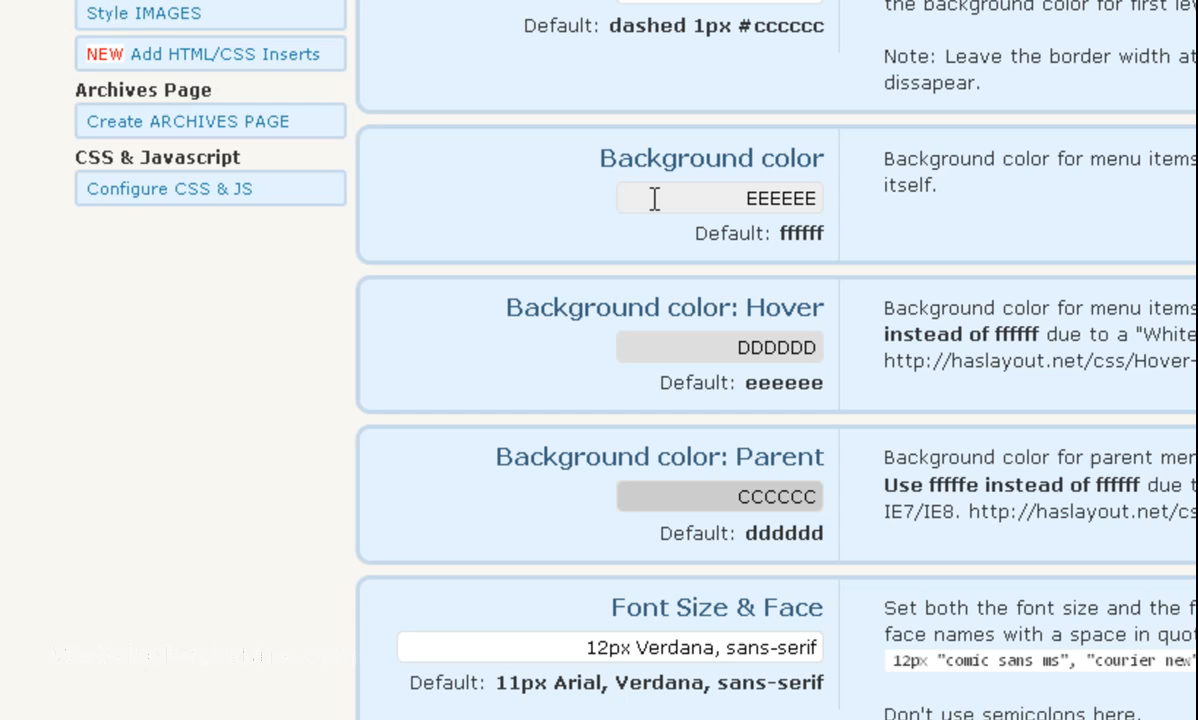 Style IMAGES
NEW Add HTML/CSS Inserts
Archives Page
Create ARCHIVES PAGE
CSS & Javascript
Configure CSS & JS
Default: dashed 1px #cccccc
the background color for first
Note: Leave the border width at
dissapear.
Background color
EEEEEE
Default: ffffff
Background color for menu items
itself.
Background color: Hover
DDDDDD
Default: eeeeee
Background color for menu items
instead of ffffff due to a "White
http://haslayout.net/css/Hover-
Background color: Parent
CCCCCC
Default: dddddd
Background color for parent
Use fffffe instead of ffffff due
IE7/IE8. http://haslayout.net/cs
Font Size & Face
12px Verdana, sans-serif
Default: 11px Arial, Verdana, sans-serif
Set both the font size and the
face names with a space in
12px "comic sans ms", "courier new"
Don't use semicolons here.